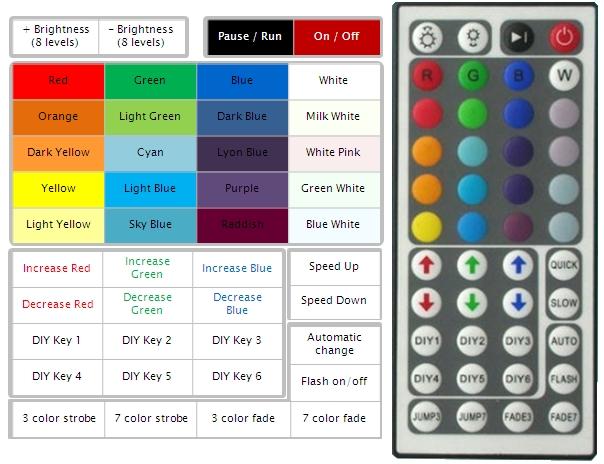 + Brightness
(8 levels)
- Brightness
(8 levels)
Pause / Run
On / Off
Red
Green
Blue
White
Orange
Light Green
Dark Blue
Milk White
Dark Yellow
Cyan
Lyon Blue
White Pink
Yellow
Light Blue
Purple
Green White
Light Yellow
Sky Blue
Reddish
Blue White
Increase Red
Increase
Green
Increase Blue
Speed Up
Decrease Red
Decrease
Green
Decrease
Blue
Speed Down
DIY Key 1
DIY Key 2
DIY Key 3
Automatic
change
DIY Key 4
DIY Key 5
DIY Key 6
Flash on/off
3 color strobe
7 color strobe
3 color fade
7 color fade
R
G
B
W
QUICK
SLOW
DIY1
DIY2
DIY3
AUTO
DIY4
DIY5
DIY6
FLASH
JUMP3
JUMP7
FADE3
FADE7